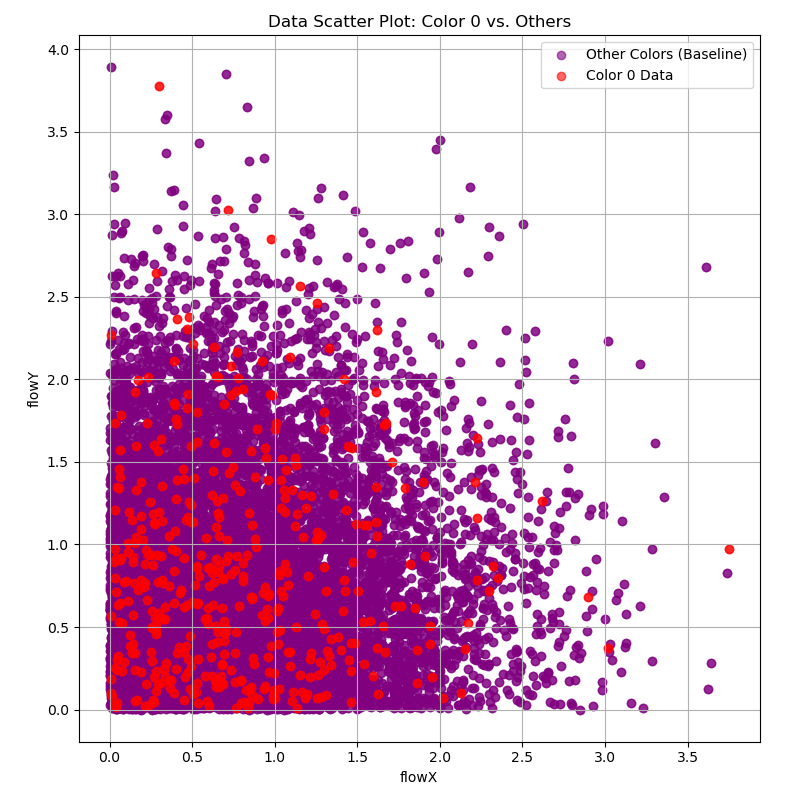 Data Scatter Plot: Color 0 vs. Others
Other Colors (Baseline)
Color 0 Data
flowY
4.0
3.5
3.0
2.5
2.0
1.5
1.0
0.5
0.0
0.0 0.5 1.0 1.5 2.0 2.5 3.0 3.5
flowX